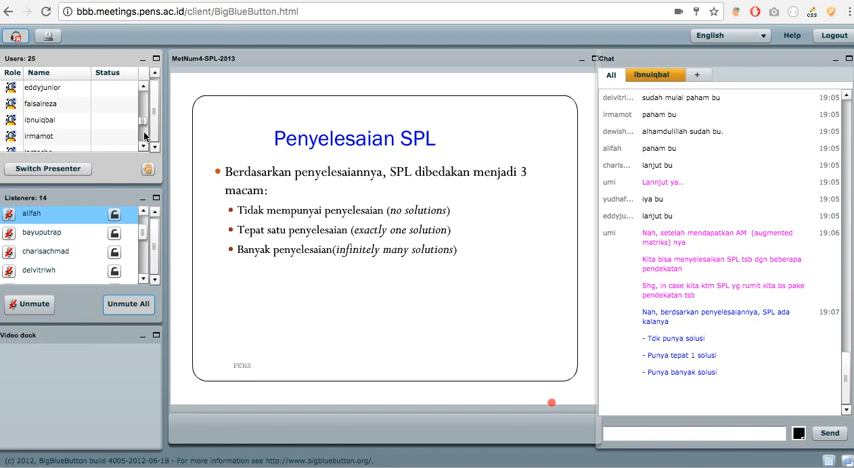 bbb.meetings.pens.ac.id/client/BigBlueButton.html
English
Help
Logout
Users: 25
Role Name Status
eddyjunior
faisalreza
ibnuiqbal
irmamot
Switch Presenter
Listeners: 14
alifah
bayuputrap
charisachmad
delvitriwh
Unmute
Unmute All
Video dock
MetNum4-SPL-2013
Penyelesaian SPL
Berdasarkan penyelesaiannya, SPL dibedakan menjadi 3
macam:
Tidak mempunyai penyelesaian (no solutions)
Tepat satu penyelesaian (exactly one solution)
Banyak penyelesaian(infinitely many solutions)
PENS
Chat
All ibnuiqbal +
delvitri... sudah mulai paham bu 19:05
irmamot paham bu 19:05
dewish... alhamdulillah sudah bu. 19:05
alifah paham bu 19:05
charis... lanjut bu 19:05
umi Lannjut ya.. 19:05
yudhaf... iya bu 19:05
eddyju... lanjut bu 19:05
umi Nah, setelah mendapatkan AM (augmented 19:06
matriks) nya
Kita bisa menyelesaikan SPL tsb dgn beberapa
pendekatan
Shg, in case kita ktm SPL yg rumit kita bs pake
pendekatan tsb
Nah, berdsarkan penyelesaiannya, SPL ada 19:07
kalanya
- Tdk punya solusi
- Punya tepat 1 solusi
- Punya banyak solusi
Send
(c) 2012, BigBlueButton build 4005-2012-06-18 - For more information see http://www.bigbluebutton.org/.